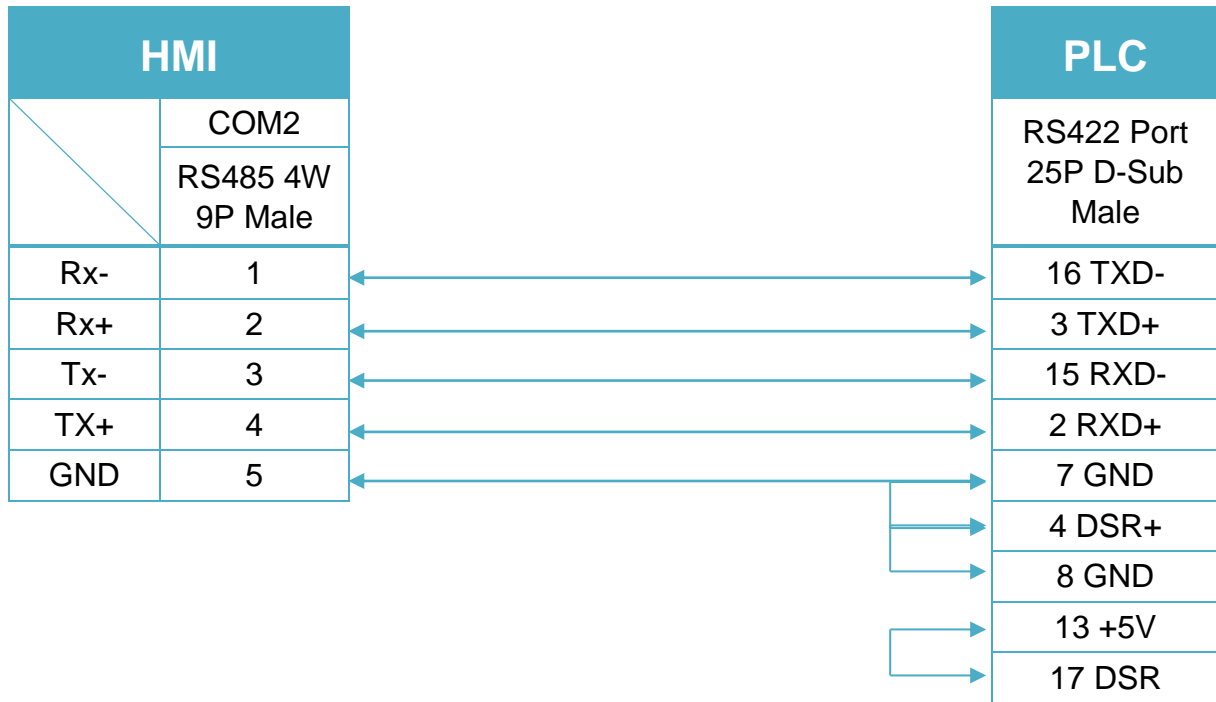 HMI
PLC
COM2
RS485 4W
9P Male
RS422 Port
25P D-Sub
Male
Rx- 1 16 TXD-
Rx+ 2 3 TXD+
Tx- 3 15 RXD-
TX+ 4 2 RXD+
GND 5 7 GND
4 DSR+
8 GND
13 +5V
17 DSR